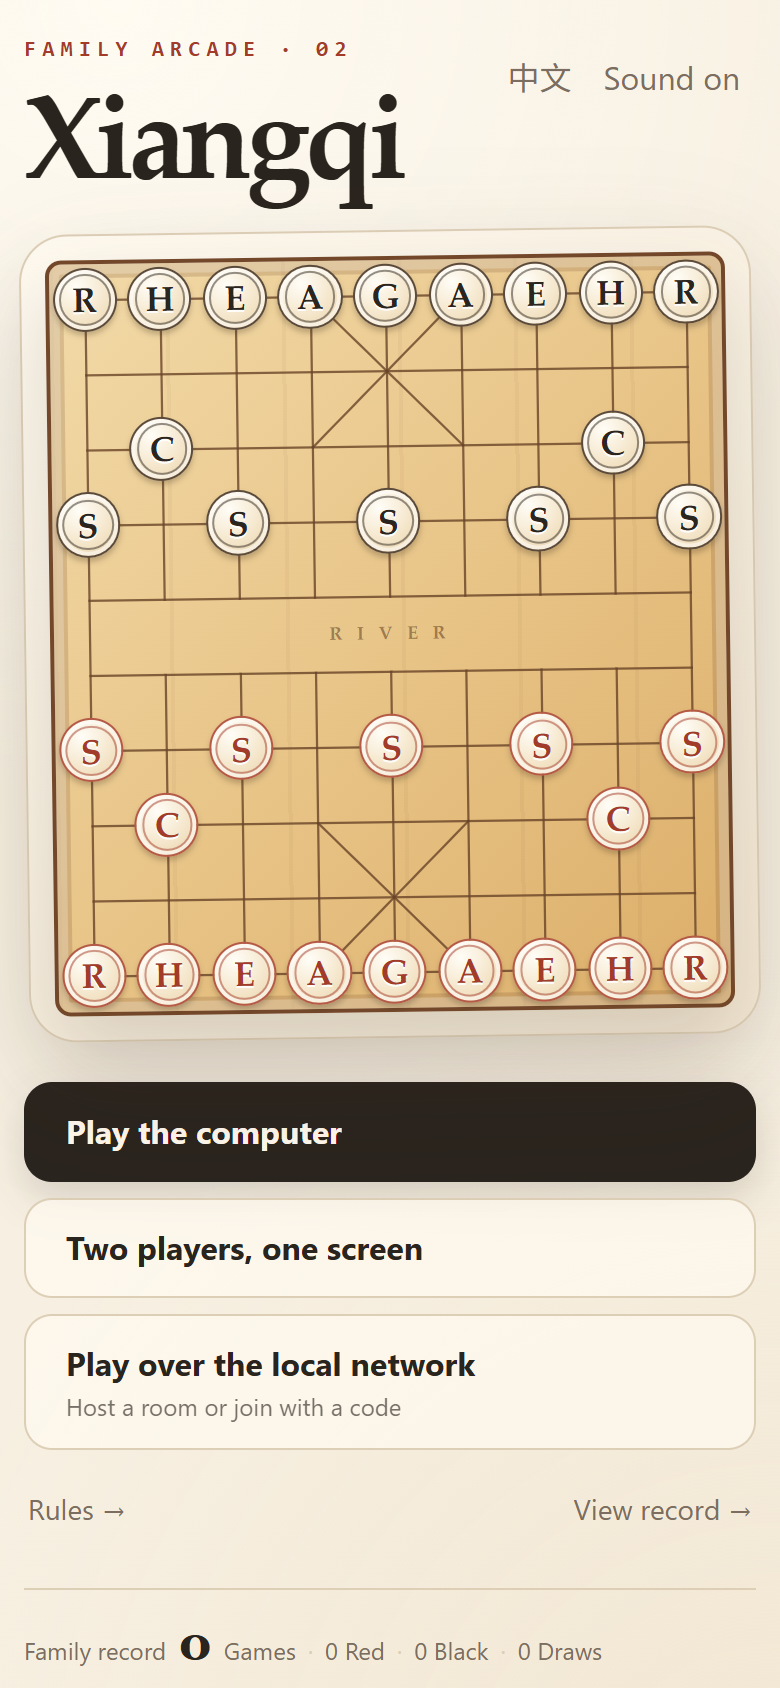 FAMILY ARCADE · 02
中文 Sound on
Xiangqi
R H E A G A E H R
C C
S S S S S
RIVER
S S S S S
C C
R H E A G A E H R
Play the computer
Two players, one screen
Play over the local network
Host a room or join with a code
Rules → View record →
Family record 0 Games · 0 Red · 0 Black · 0 Draws